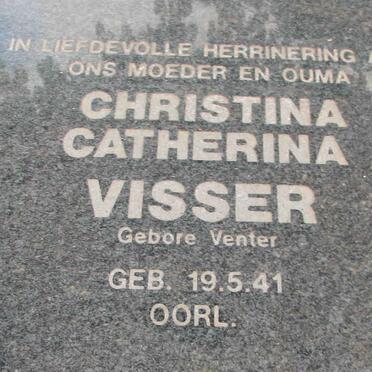 IN LIEFDEVOLLE HERRINERING
ONS MOEDER EN OUMA
CHRISTINA
CATHERINA
VISSER
Gebore Venter
GEB. 19.5.41
OORL.